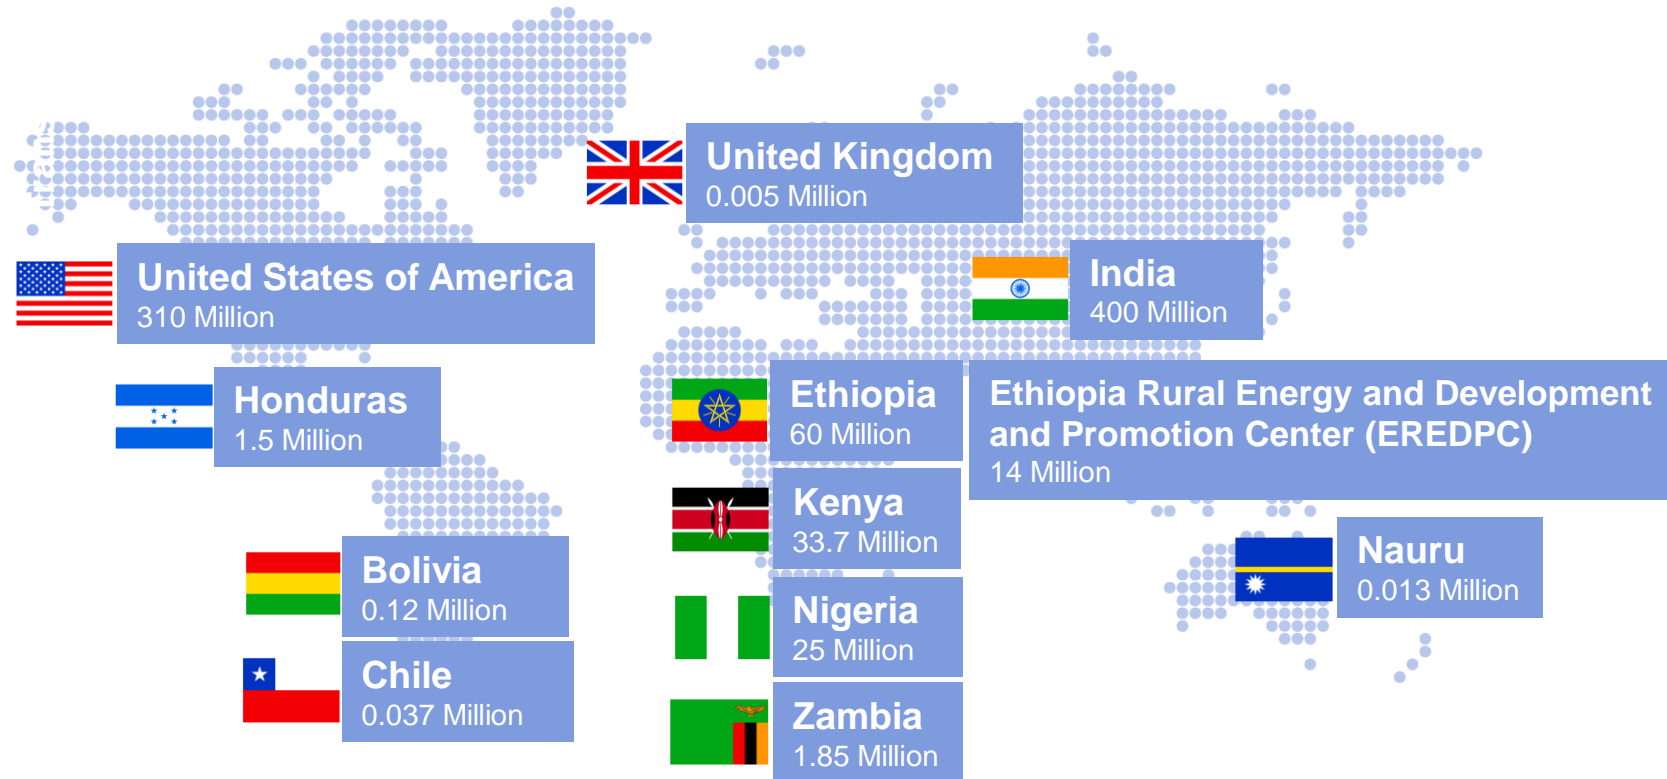 United Kingdom
0.005 Million
United States of America
310 Million
India
400 Million
Honduras
1.5 Million
Ethiopia
60 Million
Ethiopia Rural Energy and Development
and Promotion Center (EREDPC)
14 Million
Kenya
33.7 Million
Bolivia
0.12 Million
Nauru
0.013 Million
Nigeria
25 Million
Chile
0.037 Million
Zambia
1.85 Million